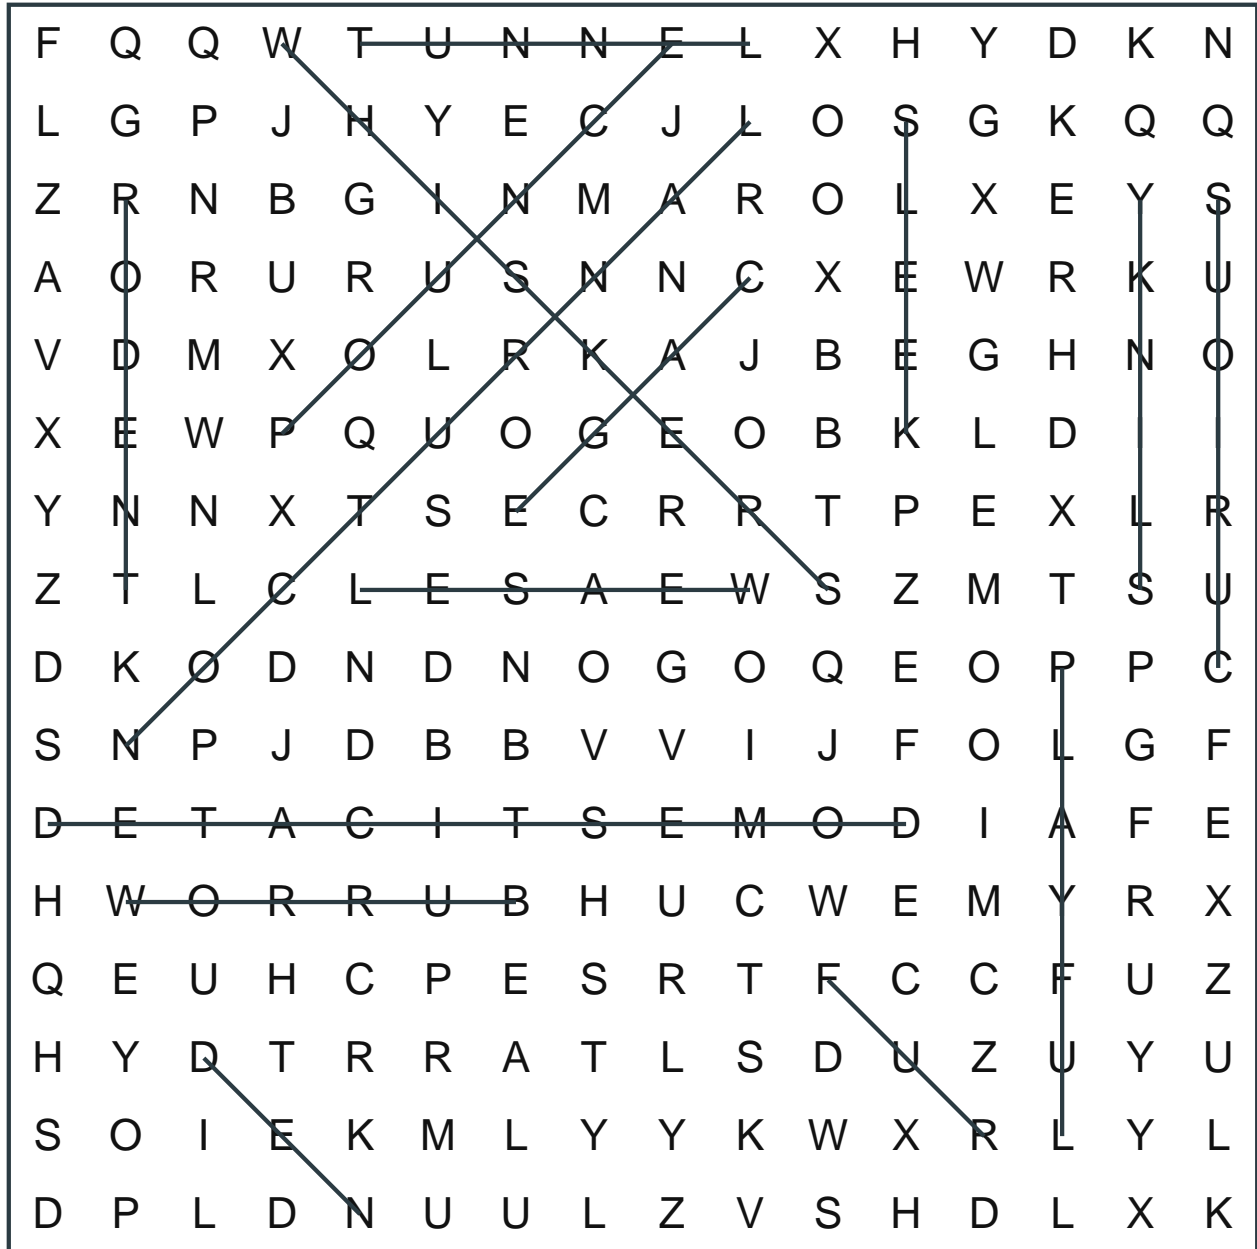 F Q Q W T U N N E L X H Y D K N
L G P J H Y E C J L O S G K Q Q
Z R N B G I N M A R O L X E Y S
A O R U R U S N N C X E W R K U
V D M X O L R K A J B E G H N O
X E W P Q U O G E O B K L D I I
Y N N X T S E C R R T P E X L R
Z T L C L E S A E W S Z M T S U
D K O D N D N O G O Q E O P P C
S N P J D B B V V I J F O L G F
D E T A C I T S E M O D I A F E
H W O R R U B H U C W E M Y R X
Q E U H C P E S R T F C C F U Z
H Y D T R R A T L S D U Z U Y U
S O I E K M L Y Y K W X R L Y L
D P L D N U U L Z V S H D L X K